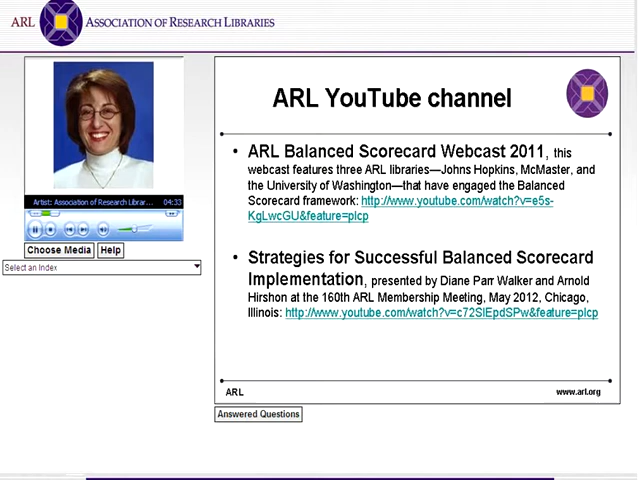 ARL ASSOCIATION OF RESEARCH LIBRARIES
Artist: Association of Research Librar... 04:33
Choose Media Help
Select an Index
ARL YouTube channel
• ARL Balanced Scorecard Webcast 2011, this
webcast features three ARL libraries—Johns Hopkins, McMaster, and
the University of Washington—that have engaged the Balanced
Scorecard framework: http://www.youtube.com/watch?v=e5s-
KgLwcGU&feature=plcp
• Strategies for Successful Balanced Scorecard
Implementation, presented by Diane Parr Walker and Arnold
Hirshon at the 160th ARL Membership Meeting, May 2012, Chicago,
Illinois: http://www.youtube.com/watch?v=c72SIEpdSPw&feature=plcp
ARL www.arl.org
Answered Questions